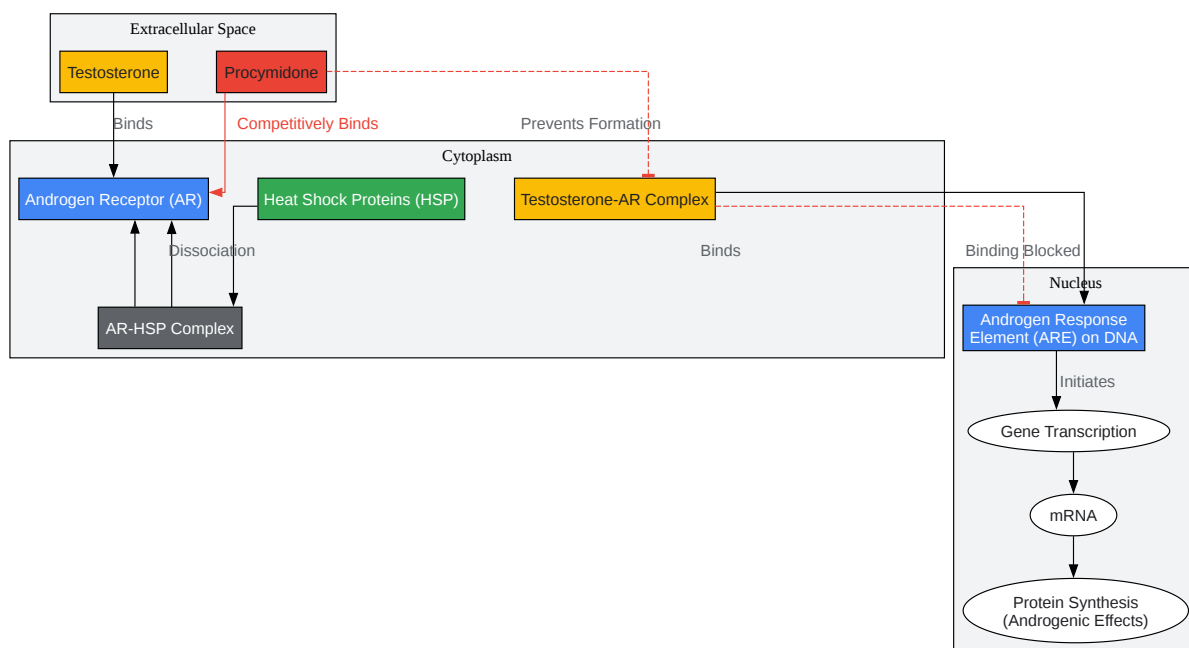 Extracellular Space
Testosterone
Procymidone
Binds
Competitively Binds
Prevents Formation
Cytoplasm
Androgen Receptor (AR)
Heat Shock Proteins (HSP)
Testosterone-AR Complex
Dissociation
Binds
Binding Blocked
AR-HSP Complex
Nucleus
Androgen Response
Element (ARE) on DNA
Initiates
Gene Transcription
mRNA
Protein Synthesis
(Androgenic Effects)